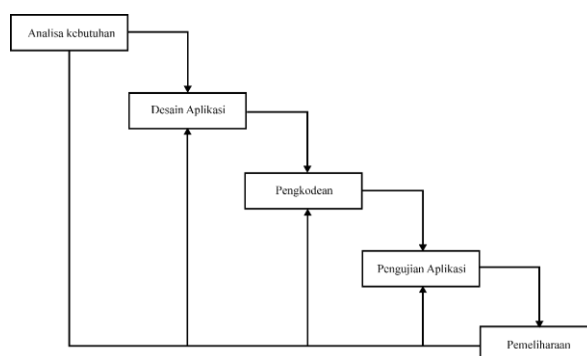 Analisa kebutuhan
Desain Aplikasi
Pengkodean
Pengujian Aplikasi
Pemeliharaan